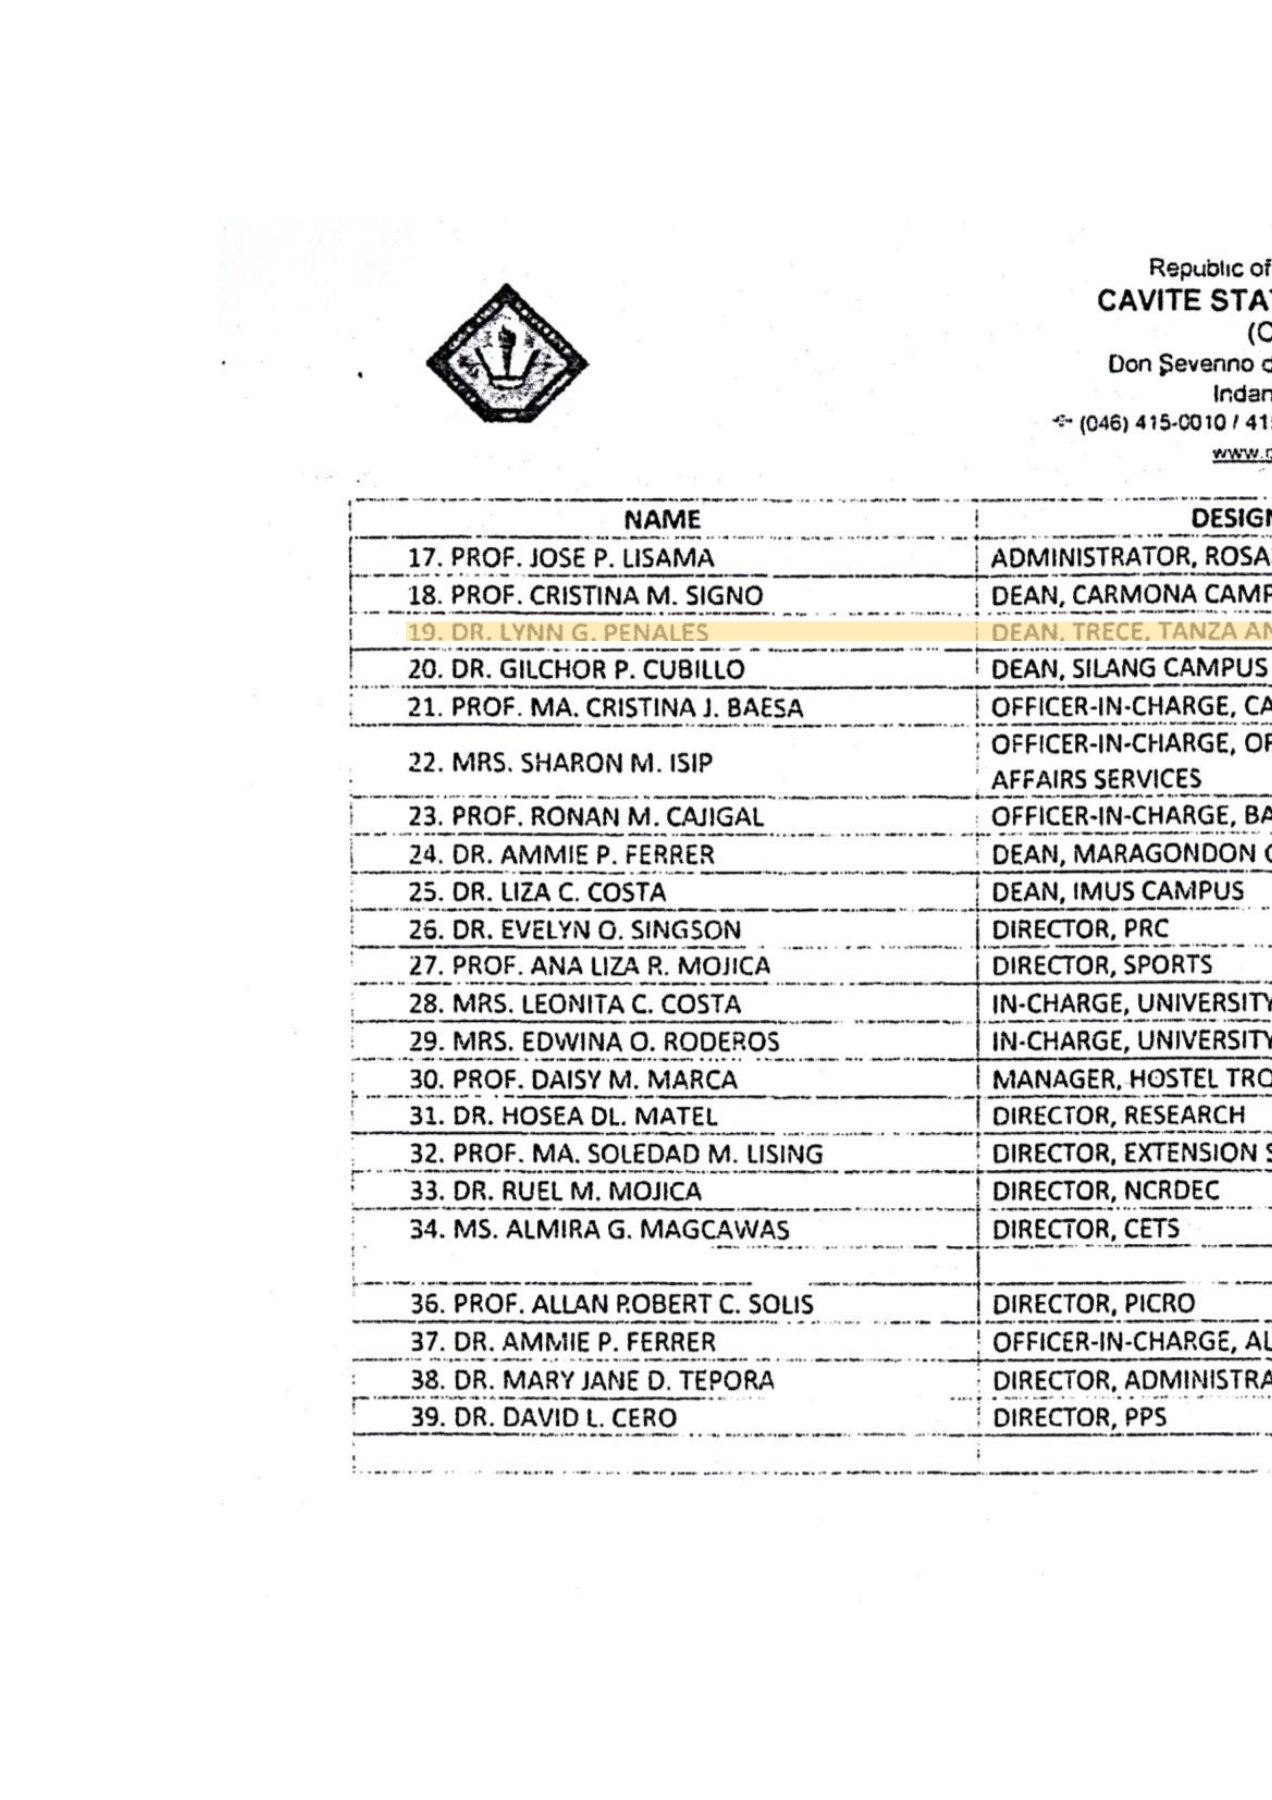 Republic of
CAVITE STA
(C
Don Severino d
Indan
(046) 415-0010 / 41
www.c
NAME DESIGN
17. PROF. JOSE P. LISAMA ADMINISTRATOR, ROSA
18. PROF. CRISTINA M. SIGNO DEAN, CARMONA CAMP
19. DR. LYNN G. PENALES DEAN, TRECE, TANZA AN
20. DR. GILCHOR P. CUBILLO DEAN, SILANG CAMPUS
21. PROF. MA. CRISTINA J. BAESA OFFICER-IN-CHARGE, CA
22. MRS. SHARON M. ISIP OFFICER-IN-CHARGE, OF
AFFAIRS SERVICES
23. PROF. RONAN M. CAJIGAL OFFICER-IN-CHARGE, BA
24. DR. AMMIE P. FERRER DEAN, MARAGONDON C
25. DR. LIZA C. COSTA DEAN, IMUS CAMPUS
26. DR. EVELYN O. SINGSON DIRECTOR, PRC
27. PROF. ANA LIZA R. MOJICA DIRECTOR, SPORTS
28. MRS. LEONITA C. COSTA IN-CHARGE, UNIVERSITY
29. MRS. EDWINA O. RODEROS IN-CHARGE, UNIVERSITY
30. PROF. DAISY M. MARCA MANAGER, HOSTEL TRO
31. DR. HOSEA DL. MATEL DIRECTOR, RESEARCH
32. PROF. MA. SOLEDAD M. LISING DIRECTOR, EXTENSION S
33. DR. RUEL M. MOJICA DIRECTOR, NCRDEC
34. MS. ALMIRA G. MAGCAWAS DIRECTOR, CETS
36. PROF. ALLAN ROBERT C. SOLIS DIRECTOR, PICRO
37. DR. AMMIE P. FERRER OFFICER-IN-CHARGE, AL
38. DR. MARY JANE D. TEPORA DIRECTOR, ADMINISTRA
39. DR. DAVID L. CERO DIRECTOR, PPS